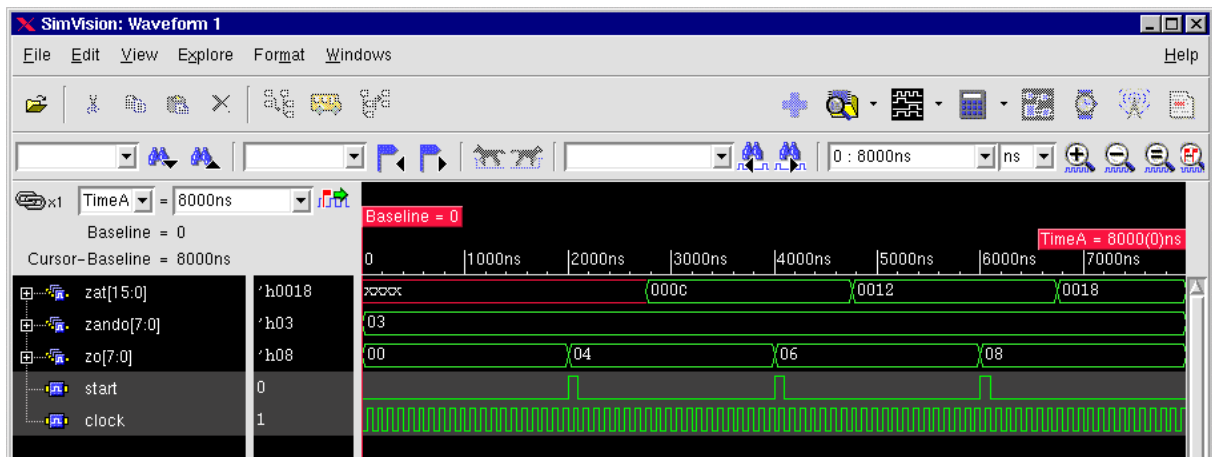 SimVision: Waveform 1
File Edit View Explore Format Windows Help
0 : 8000ns ns
x1 TimeA = 8000ns
Baseline = 0
Cursor-Baseline = 8000ns
Baseline = 0
TimeA = 8000(0)ns
0 1000ns 2000ns 3000ns 4000ns 5000ns 6000ns 7000ns
zat[15:0] 'h0018 xxxx 000C 0012 0018
zando[7:0] 'h03 03
zo[7:0] 'h08 00 04 06 08
start 0
clock 1